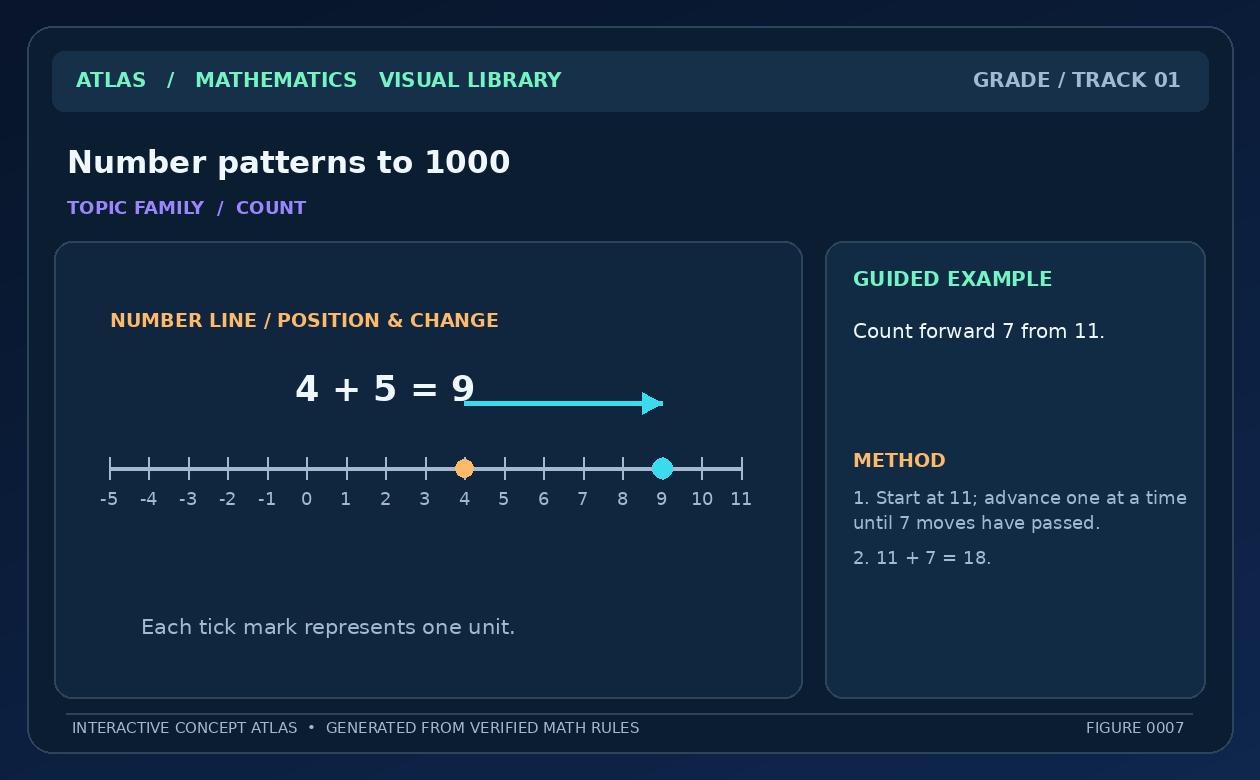 ATLAS / MATHEMATICS VISUAL LIBRARY
GRADE / TRACK 01
Number patterns to 1000
TOPIC FAMILY / COUNT
NUMBER LINE / POSITION & CHANGE
4 + 5 = 9
-5 -4 -3 -2 -1 0 1 2 3 4 5 6 7 8 9 10 11
Each tick mark represents one unit.
GUIDED EXAMPLE
Count forward 7 from 11.
METHOD
1. Start at 11; advance one at a time
until 7 moves have passed.
2. 11 + 7 = 18.
INTERACTIVE CONCEPT ATLAS • GENERATED FROM VERIFIED MATH RULES
FIGURE 0007